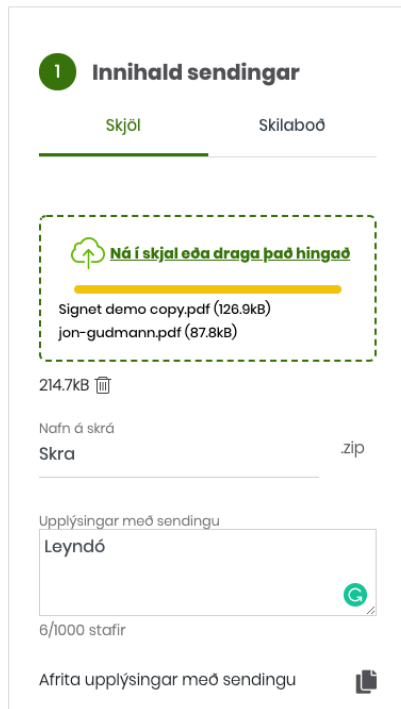 1 Innihald sendingar
Skjöl Skilaboð
Ná í skjal eða draga það hingað
Signet demo copy.pdf (126.9kB)
jon-gudmann.pdf (87.8kB)
214.7kB
Nafn á skrá
Skra .zip
Upplýsingar með sendingu
Leyndó
6/1000 stafir
Afrita upplýsingar með sendingu